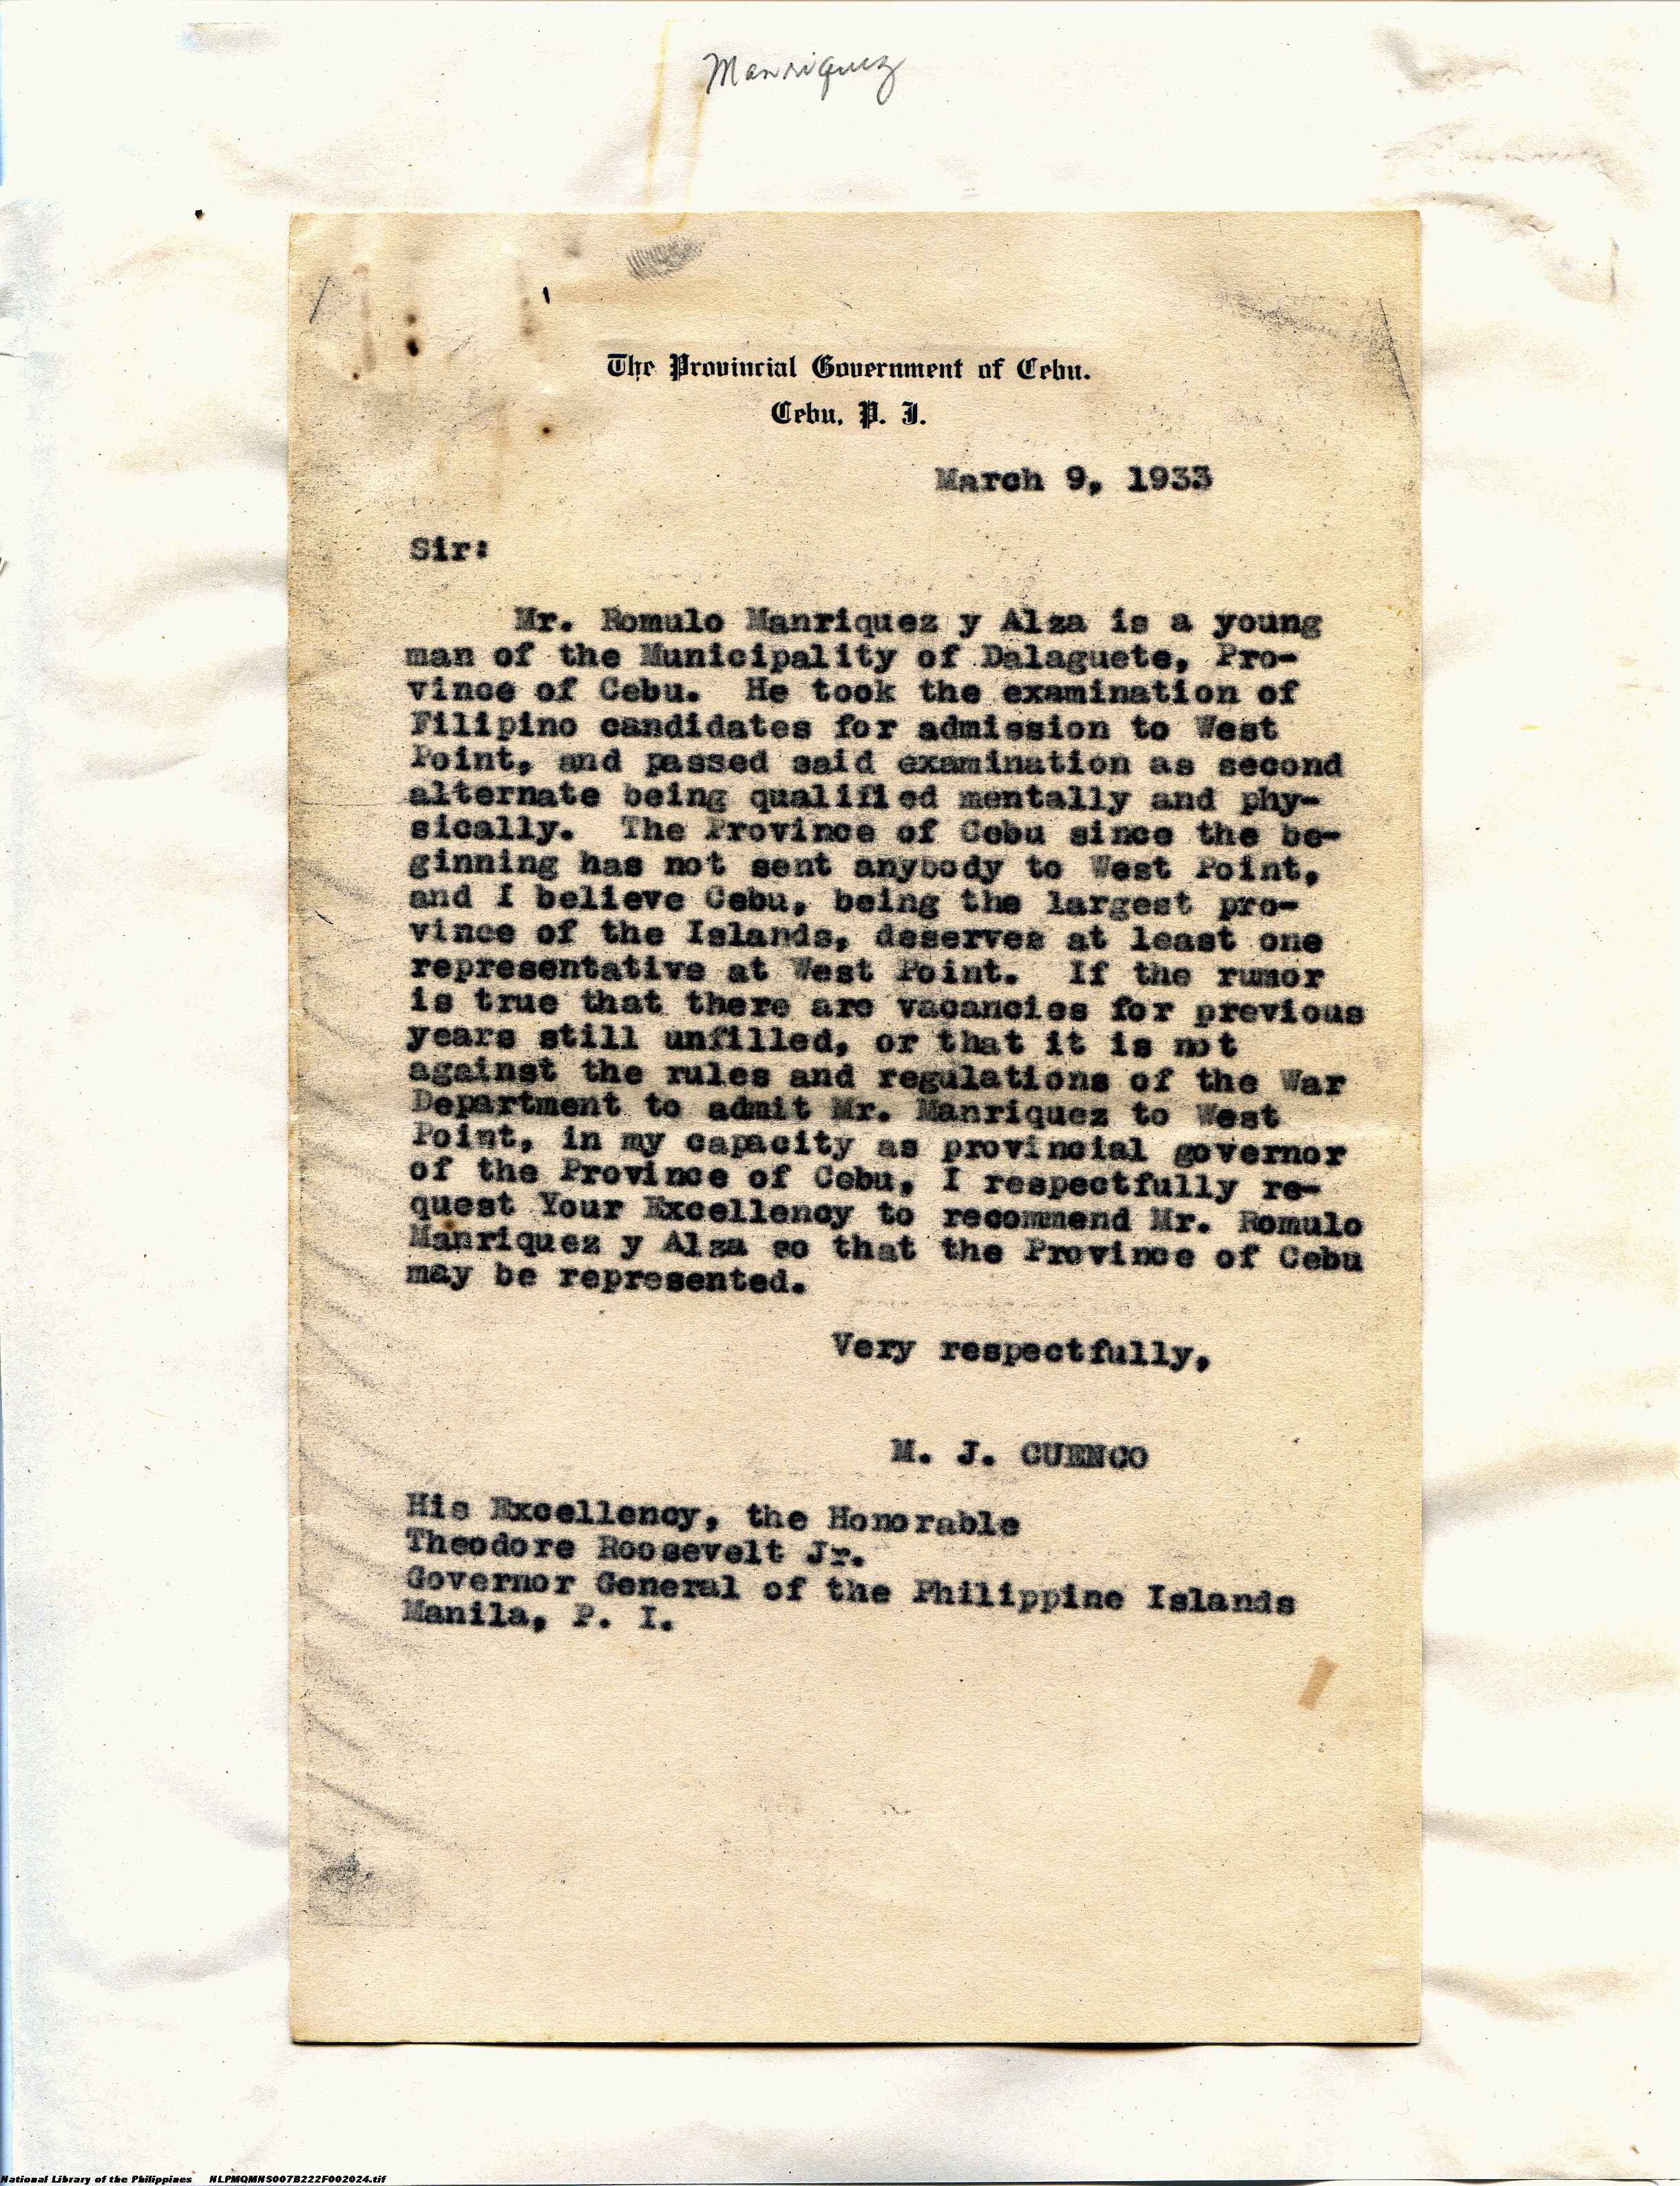 Manriquez
The Provincial Government of Cebu.
Cebu, P. I.
March 9, 1933
Sir:
Mr. Romulo Manriquez y Alza is a young
man of the Municipality of Dalaguete, Pro-
vince of Cebu. He took the examination of
Filipino candidates for admission to West
Point, and passed said examination as second
alternate being qualified mentally and phy-
sically. The Province of Cebu since the be-
ginning has not sent anybody to West Point,
and I believe Cebu, being the largest pro-
vince of the Islands, deserves at least one
representative at West Point. If the rumor
is true that there are vacancies for previous
years still unfilled, or that it is not
against the rules and regulations of the War
Department to admit Mr. Manriquez to West
Point, in my capacity as provincial governor
of the Province of Cebu, I respectfully re-
quest Your Excellency to recommend Mr. Romulo
Manriquez y Alza so that the Province of Cebu
may be represented.
Very respectfully,
M. J. CUENCO
His Excellency, the Honorable
Theodore Roosevelt Jr.
Governor General of the Philippine Islands
Manila, P. I.
National Library of the Philippines NLPMQMNS007B222F002024.tif